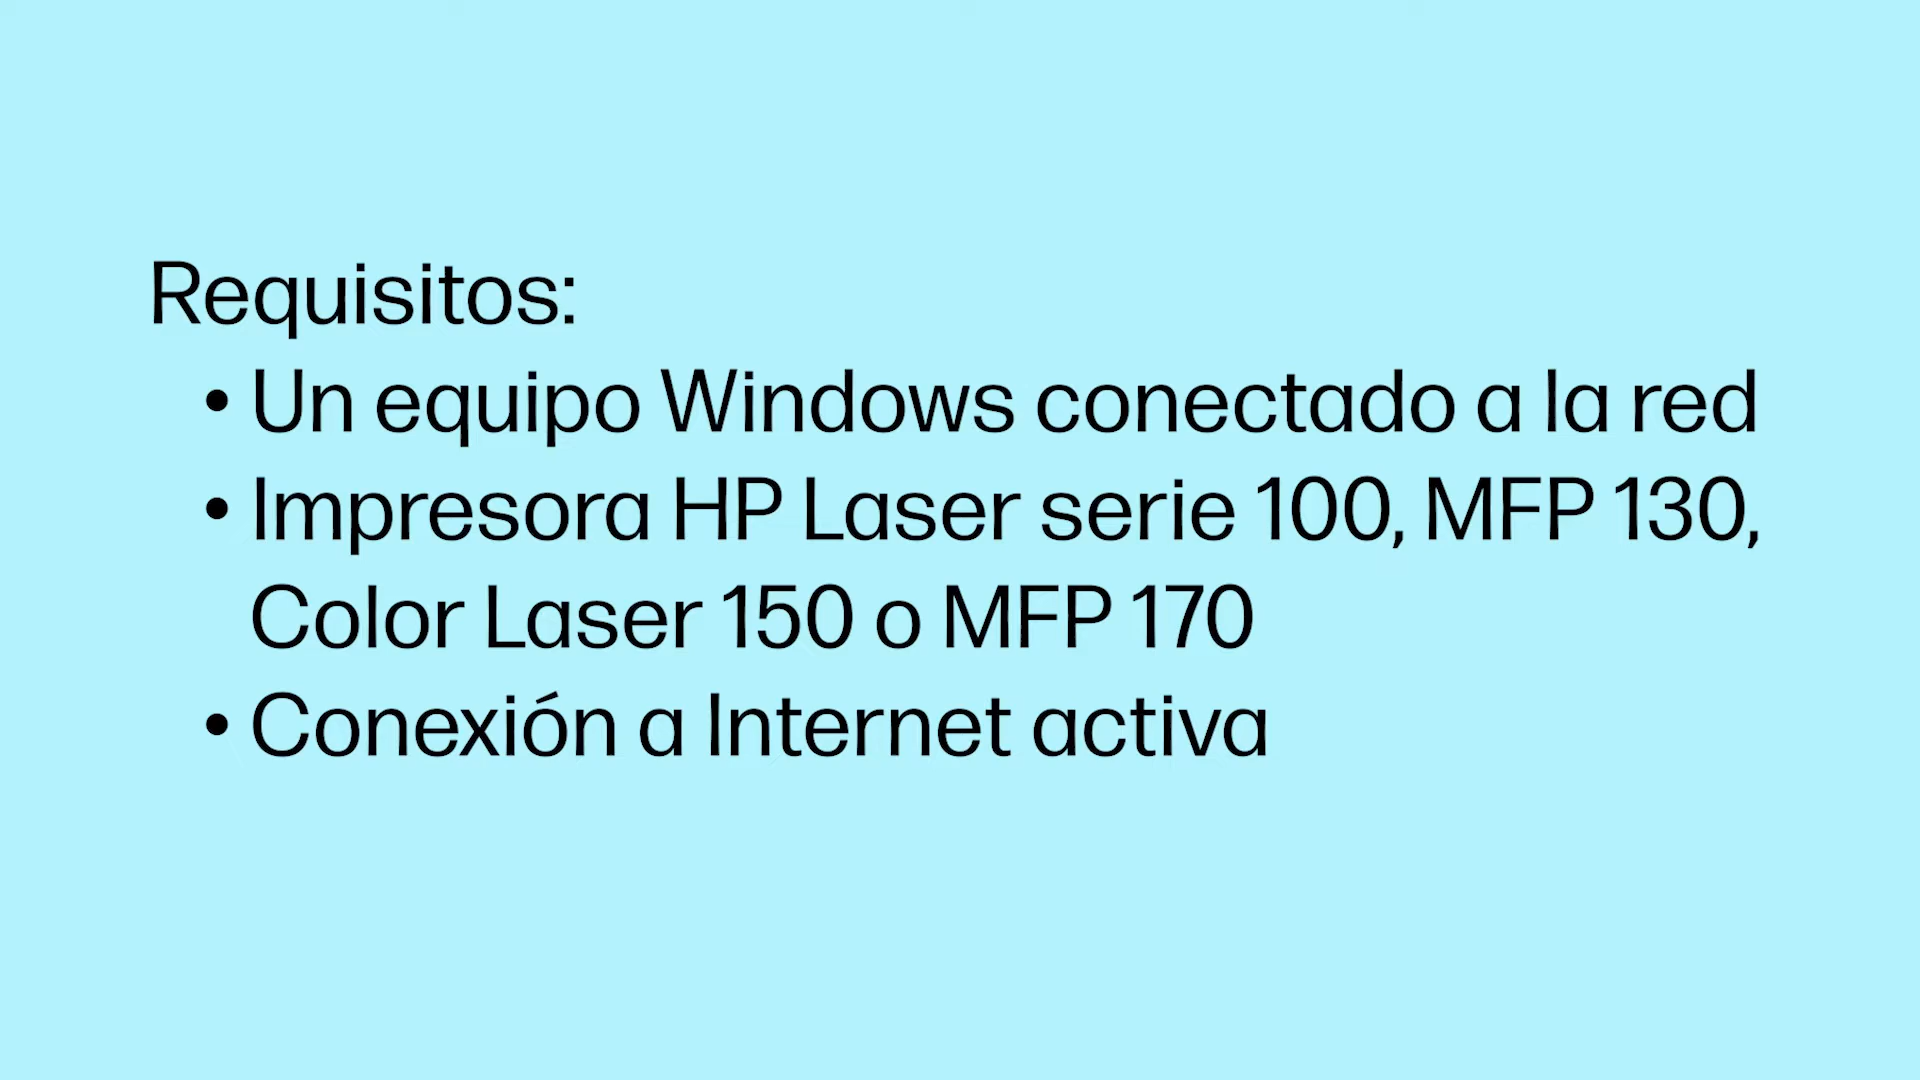 Requisitos:
• Un equipo Windows conectado a la red
• Impresora HP Laser serie 100, MFP 130,
Color Laser 150 o MFP 170
• Conexión a Internet activa